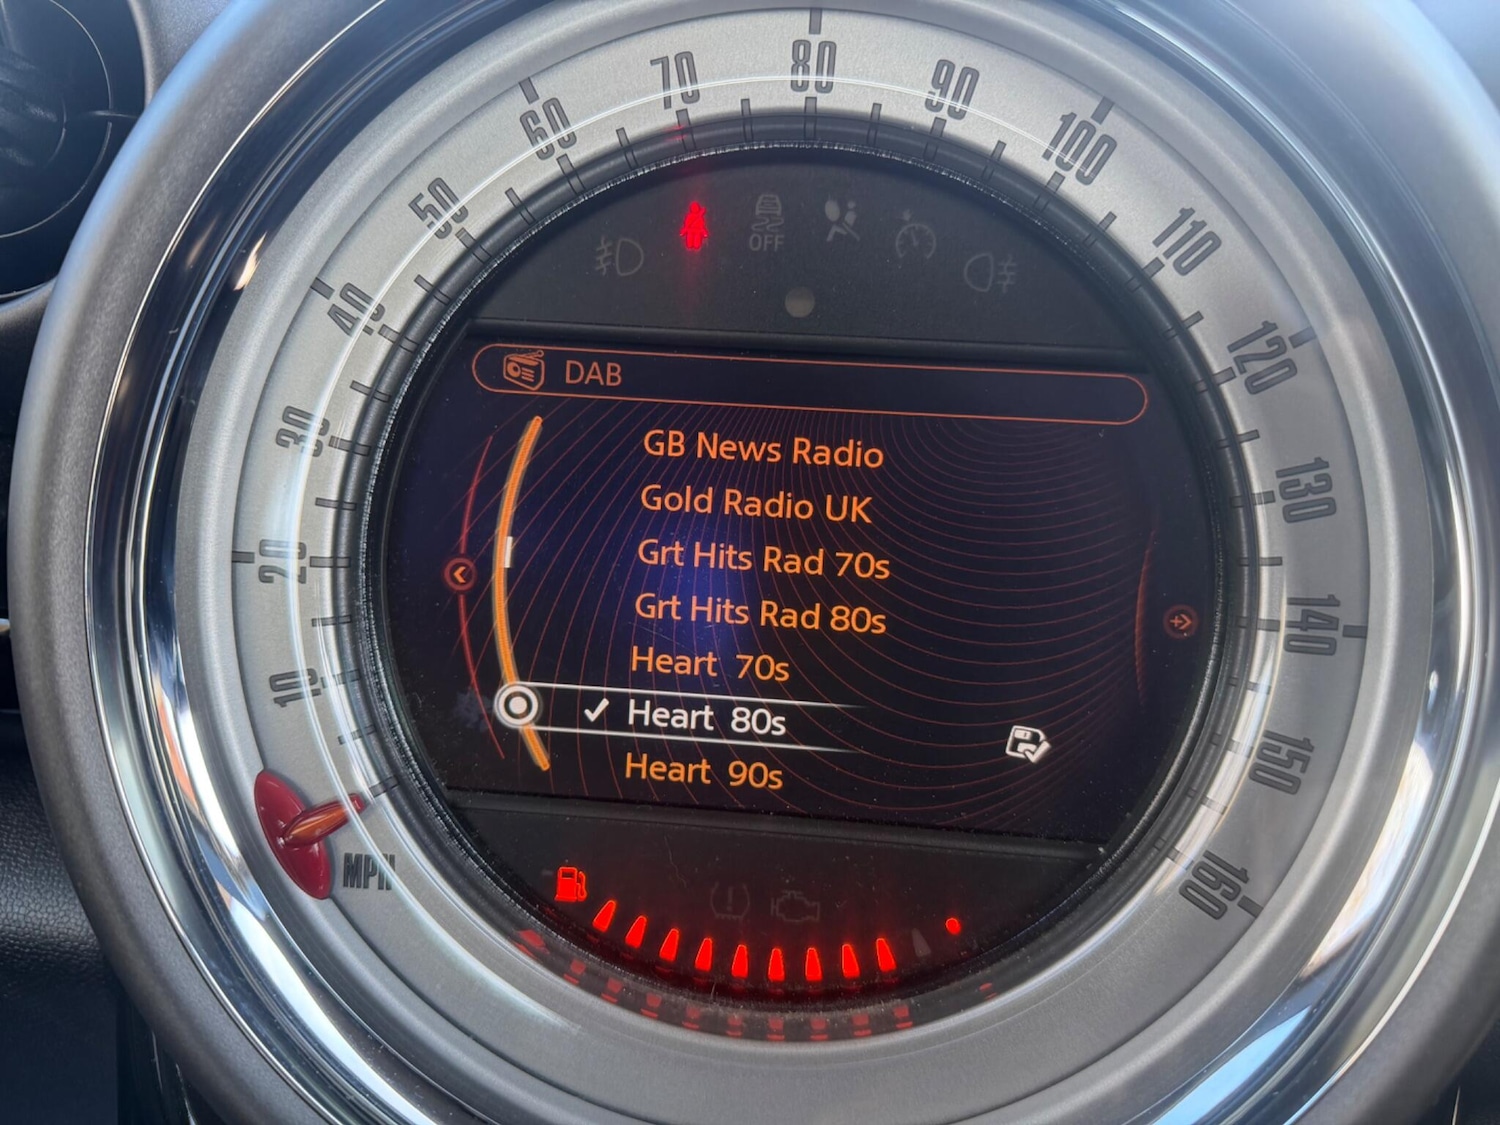 10
20
30
40
50
60
70
80
90
100
110
120
130
140
150
160
MPH
OFF
DAB
GB News Radio
Gold Radio UK
Grt Hits Rad 70s
Grt Hits Rad 80s
Heart 70s
✓ Heart 80s
Heart 90s